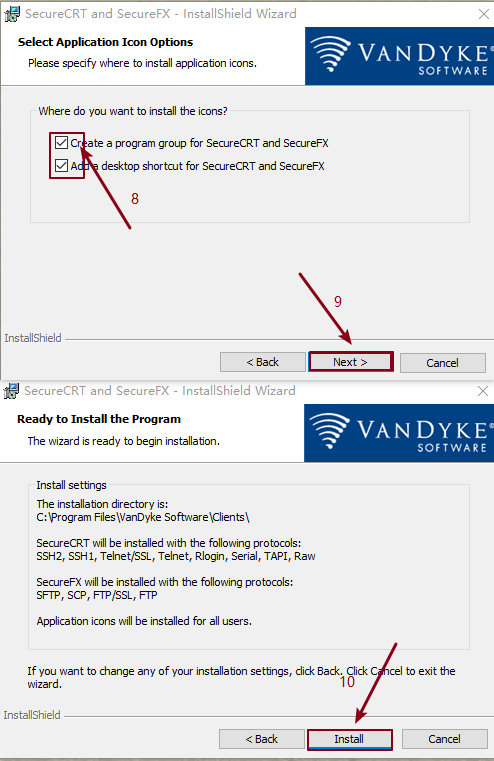 SecureCRT and SecureFX - InstallShield Wizard
Select Application Icon Options
Please specify where to install application icons.
VANDYKE®
SOFTWARE
Where do you want to install the icons?
Create a program group for SecureCRT and SecureFX
Add a desktop shortcut for SecureCRT and SecureFX
8
9
InstallShield
< Back
Next >
Cancel
SecureCRT and SecureFX - InstallShield Wizard
Ready to Install the Program
The wizard is ready to begin installation.
VANDYKE®
SOFTWARE
Install settings
The installation directory is:
C:\Program Files\VanDyke Software\Clients\
SecureCRT will be installed with the following protocols:
SSH2, SSH1, Telnet/SSL, Telnet, Rlogin, Serial, TAPI, Raw
SecureFX will be installed with the following protocols:
SFTP, SCP, FTP/SSL, FTP
Application icons will be installed for all users.
If you want to change any of your installation settings, click Back. Click Cancel to exit the
wizard.
10
InstallShield
< Back
Install
Cancel